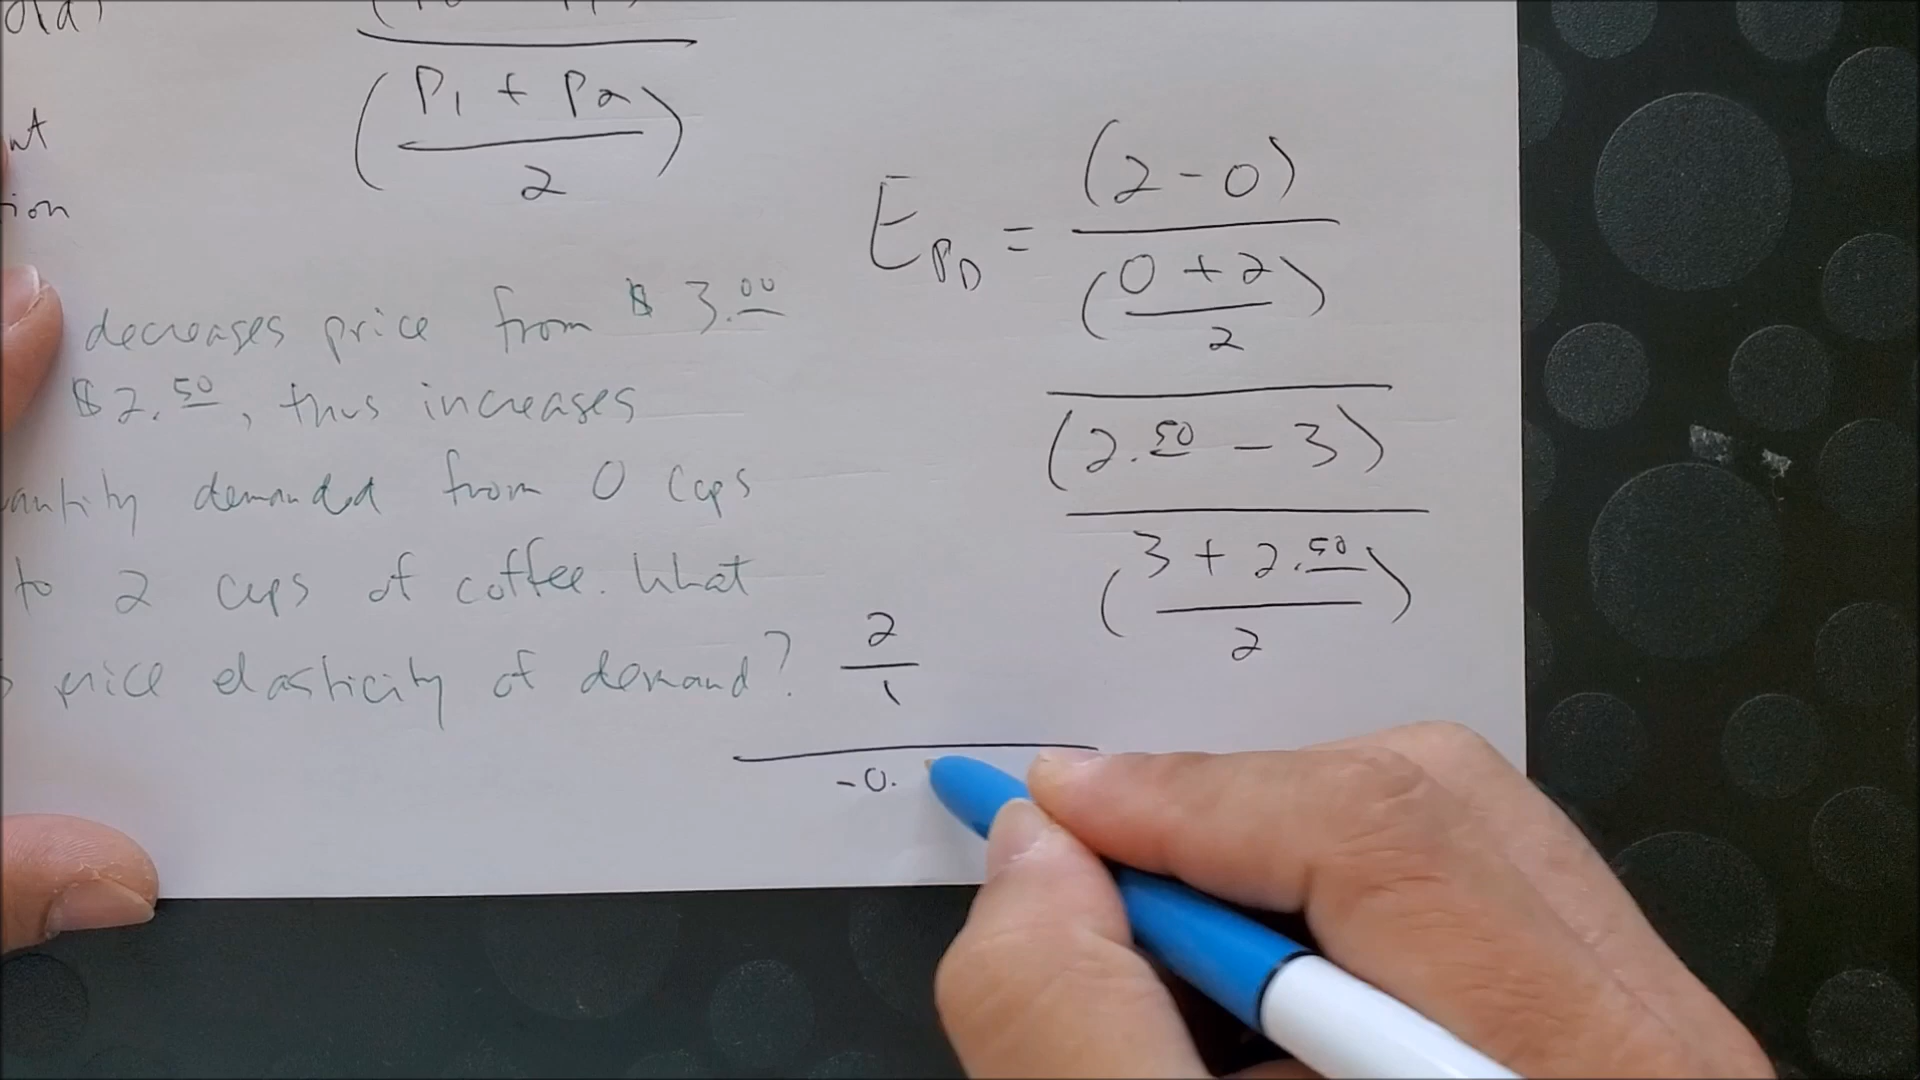 (P1 + P2)
2
decreases price from $ 3.00
$2.50, thus increases
demanded from 0 cups
to 2 cups of coffee. What
price elasticity of demand?
EPD = (2 - 0)
(0 + 2)
2
(2.50 - 3)
(3 + 2.50)
2
2
1
-0.